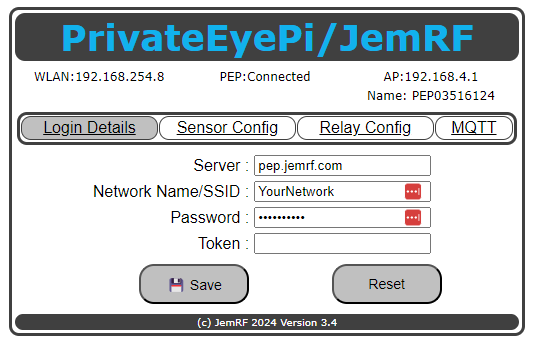 PrivateEyePi/JemRF
WLAN:192.168.254.8 PEP:Connected AP:192.168.4.1
Name: PEP03516124
Login Details Sensor Config Relay Config MQTT
Server : pep.jemrf.com
Network Name/SSID : YourNetwork
Password : ••••••••••
Token :
Save Reset
(c) JemRF 2024 Version 3.4